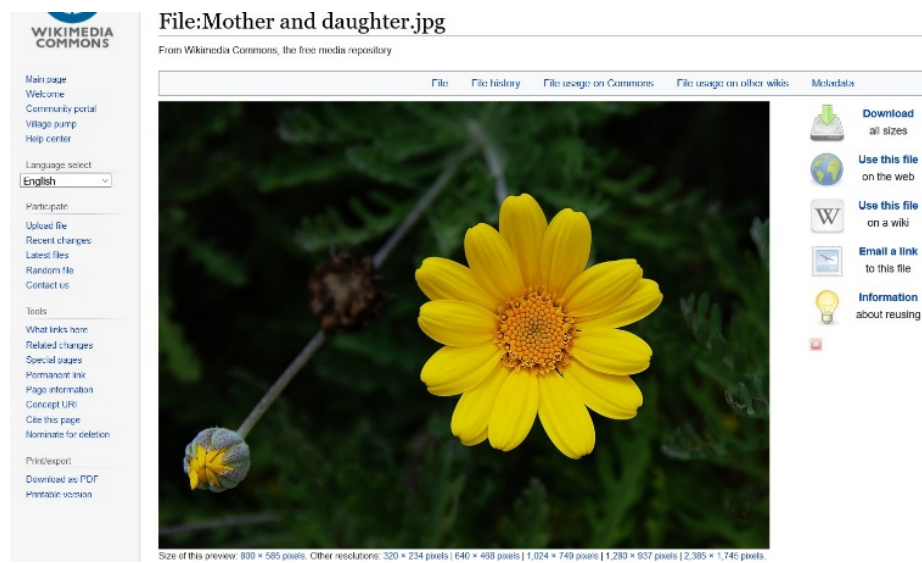 WIKIMEDIA
COMMONS
Main page
Welcome
Community portal
Village pump
Help center
Language select
English
Participate
Upload file
Recent changes
Latest files
Random file
Contact us
Tools
What links here
Related changes
Special pages
Permanent link
Page information
Concept URI
Cite this page
Nominate for deletion
Print/export
Download as PDF
Printable version
File:Mother and daughter.jpg
From Wikimedia Commons, the free media repository
File File history File usage on Commons File usage on other wikis Metadata
Download
all sizes
Use this file
on the web
W
Use this file
on a wiki
Email a link
to this file
Information
about reusing
Size of this preview: 800 × 585 pixels. Other resolutions: 320 × 234 pixels | 640 × 468 pixels | 1,024 × 749 pixels | 1,280 × 937 pixels | 2,385 × 1,745 pixels.